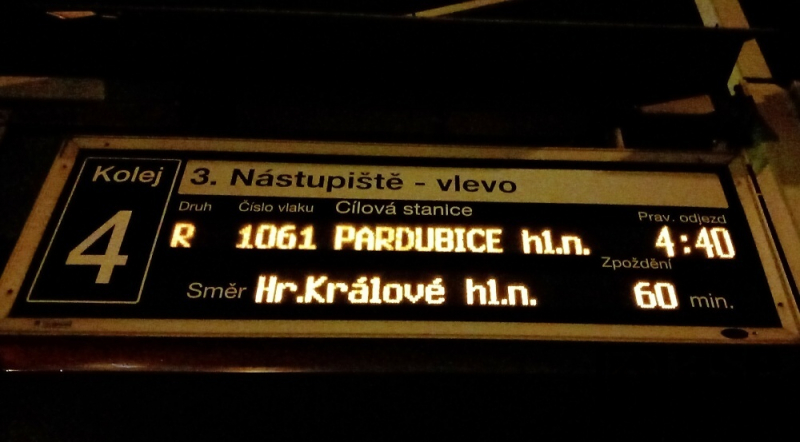 Kolej
4
3. Nástupiště - vlevo
Druh Číslo vlaku Cílová stanice Prav. odjezd
R 1061 PARDUBICE hl.n. 4:40
Zpoždění
Směr Hr.Králové hl.n. 60 min.